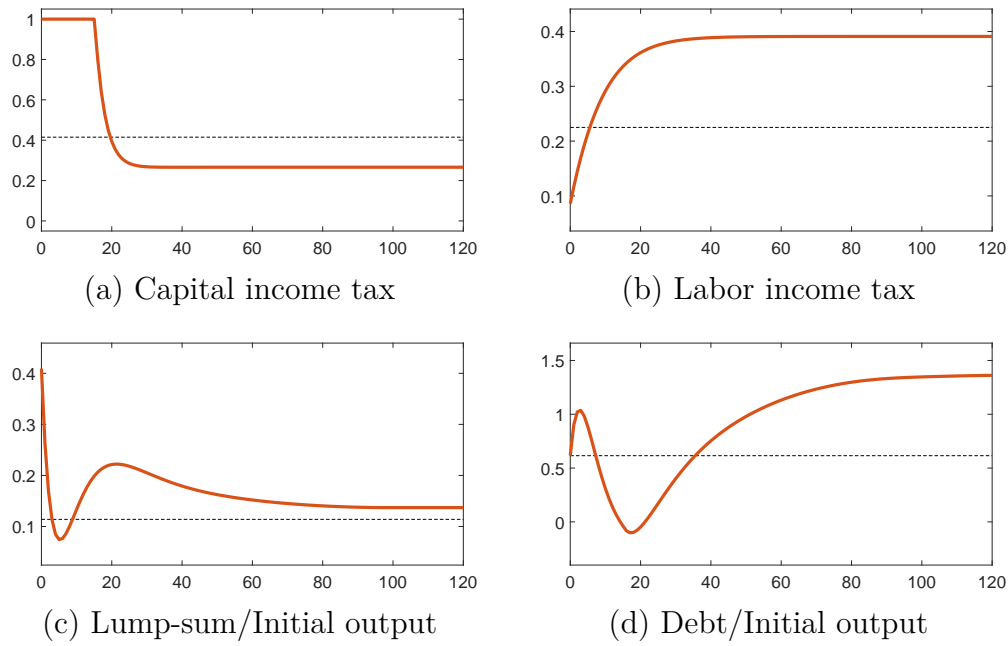 1
0.8
0.6
0.4
0.2
0
0 20 40 60 80 100 120
(a) Capital income tax
0.4
0.3
0.2
0.1
0 20 40 60 80 100 120
(b) Labor income tax
0.4
0.3
0.2
0.1
0 20 40 60 80 100 120
(c) Lump-sum/Initial output
1.5
1
0.5
0
0 20 40 60 80 100 120
(d) Debt/Initial output